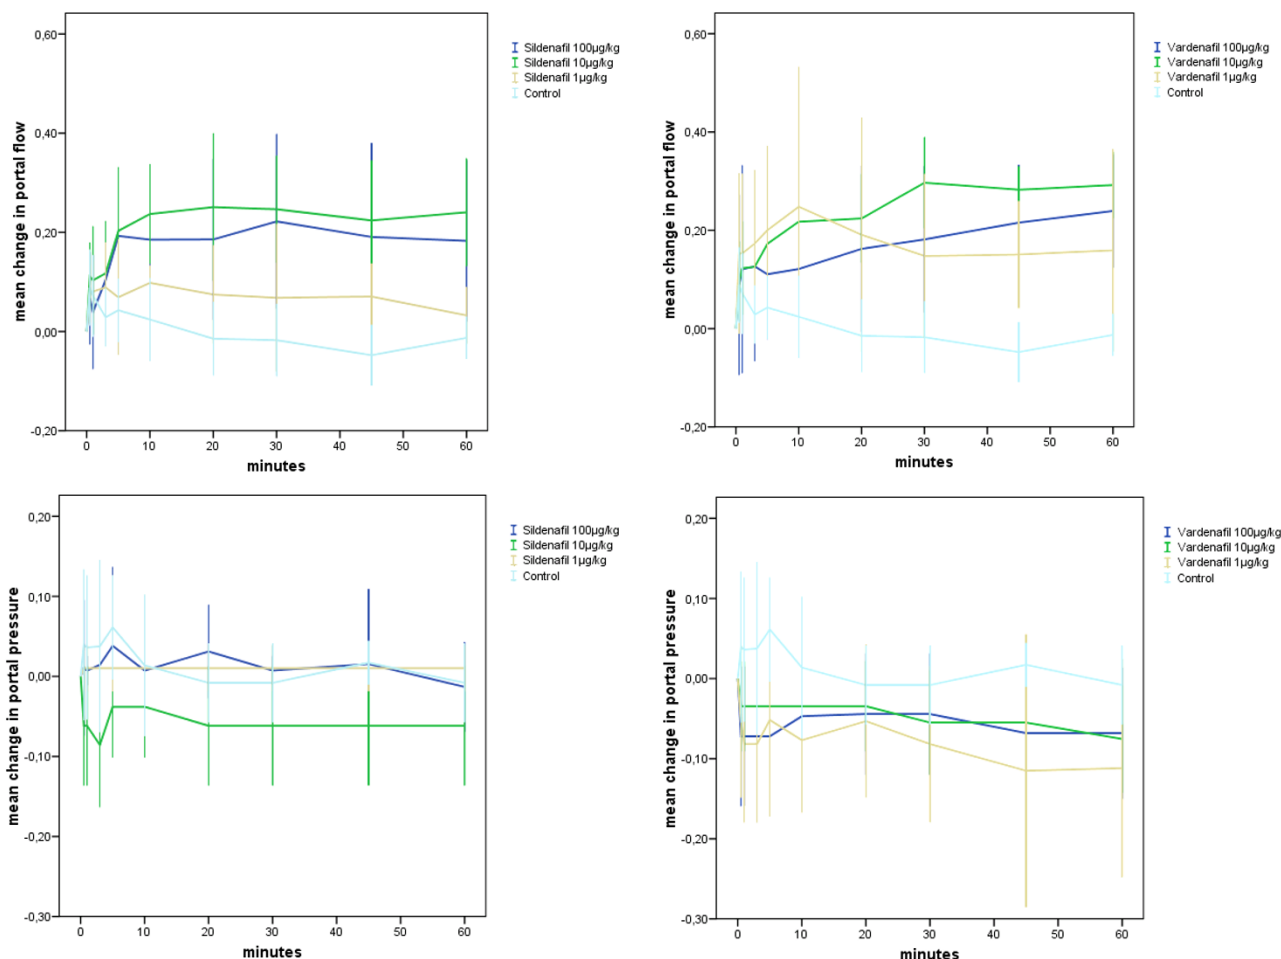 mean change in portal flow
0,60
0,40
0,20
0,00
-0,20
0 10 20 30 40 50 60
minutes
Sildenafil 100µg/kg
Sildenafil 10µg/kg
Sildenafil 1µg/kg
Control
mean change in portal flow
0,60
0,40
0,20
0,00
-0,20
0 10 20 30 40 50 60
minutes
Vardenafil 100µg/kg
Vardenafil 10µg/kg
Vardenafil 1µg/kg
Control
mean change in portal pressure
0,20
0,10
0,00
-0,10
-0,20
-0,30
0 10 20 30 40 50 60
minutes
Sildenafil 100µg/kg
Sildenafil 10µg/kg
Sildenafil 1µg/kg
Control
mean change in portal pressure
0,20
0,10
0,00
-0,10
-0,20
-0,30
0 10 20 30 40 50 60
minutes
Vardenafil 100µg/kg
Vardenafil 10µg/kg
Vardenafil 1µg/kg
Control